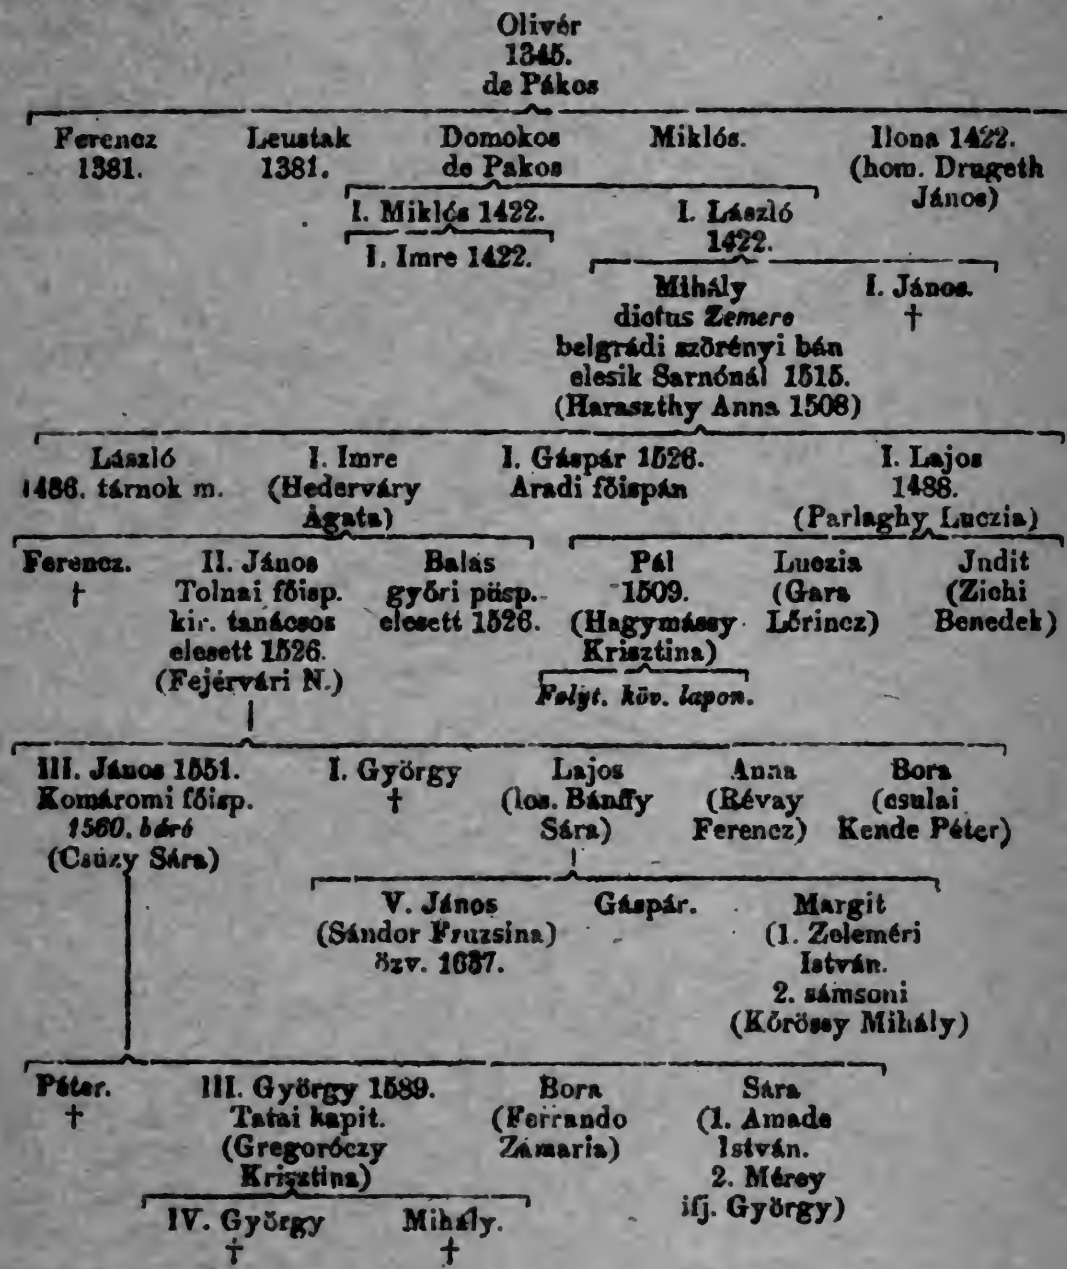 Olivér
1345.
de Pákos
Ferencz Leustak Domokos Miklós. Ilona 1422.
1381. 1381. de Pakos (hom. Drugeth
János)
I. Miklós 1422. I. László
1422.
I. Imre 1422.
Mihály I. János.
dictus Zemere †
belgrádi szörényi bán
elesik Sarnónál 1515.
(Haraszthy Anna 1508)
László I. Imre I. Gáspár 1526. I. Lajos
1486. tárnok m. (Hederváry Aradi főispán 1488.
Ágata) (Parlaghy Luczia)
Ferencz. II. János Balás Pál Luczia Judit
† Tolnai főisp. győri püsp. 1509. (Gara (Zichi
kir. tanácsos elesett 1526. (Hagymássy Lőrincz) Benedek)
elesett 1526. Krisztina)
(Fejérvári N.) Folyt. köv. lapon.
III. János 1551. I. György Lajos Anna Bora
Komáromi főisp. † (los. Bánffy (Révay (csulai
1560. báró Sára) Ferencz) Kende Péter)
(Csúzy Sára)
V. János Gáspár. Margit
(Sándor Fruzsina) (1. Zeleméri
özv. 1637. István.
2. sámsoni
(Kőrössy Mihály)
Péter. III. György 1589. Bora Sára
† Tatai kapit. (Ferrando (1. Amade
(Gregoróczy Zámaria) István.
Krisztina) 2. Mérey
IV. György Mihály. ifj. György)
† †